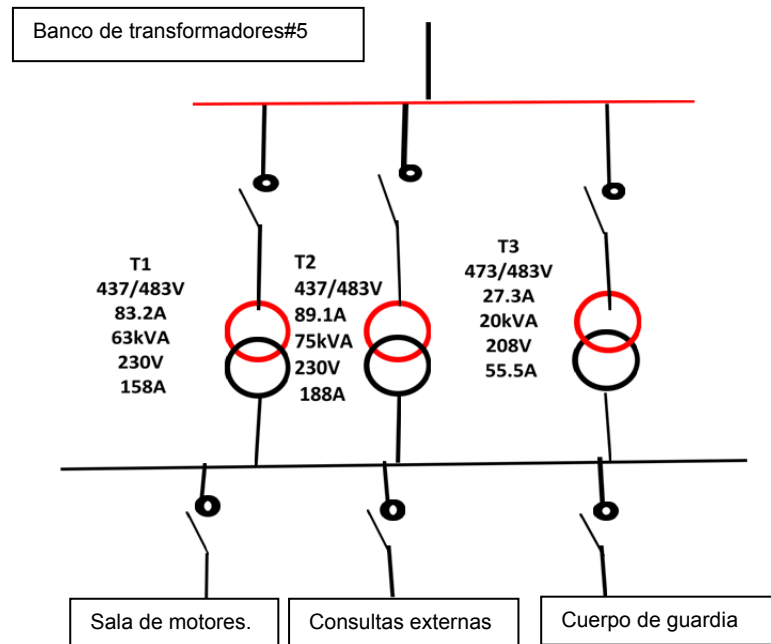 Banco de transformadores#5
T1
437/483V
83.2A
63kVA
230V
158A
T2
437/483V
89.1A
75kVA
230V
188A
T3
473/483V
27.3A
20kVA
208V
55.5A
Sala de motores.
Consultas externas
Cuerpo de guardia